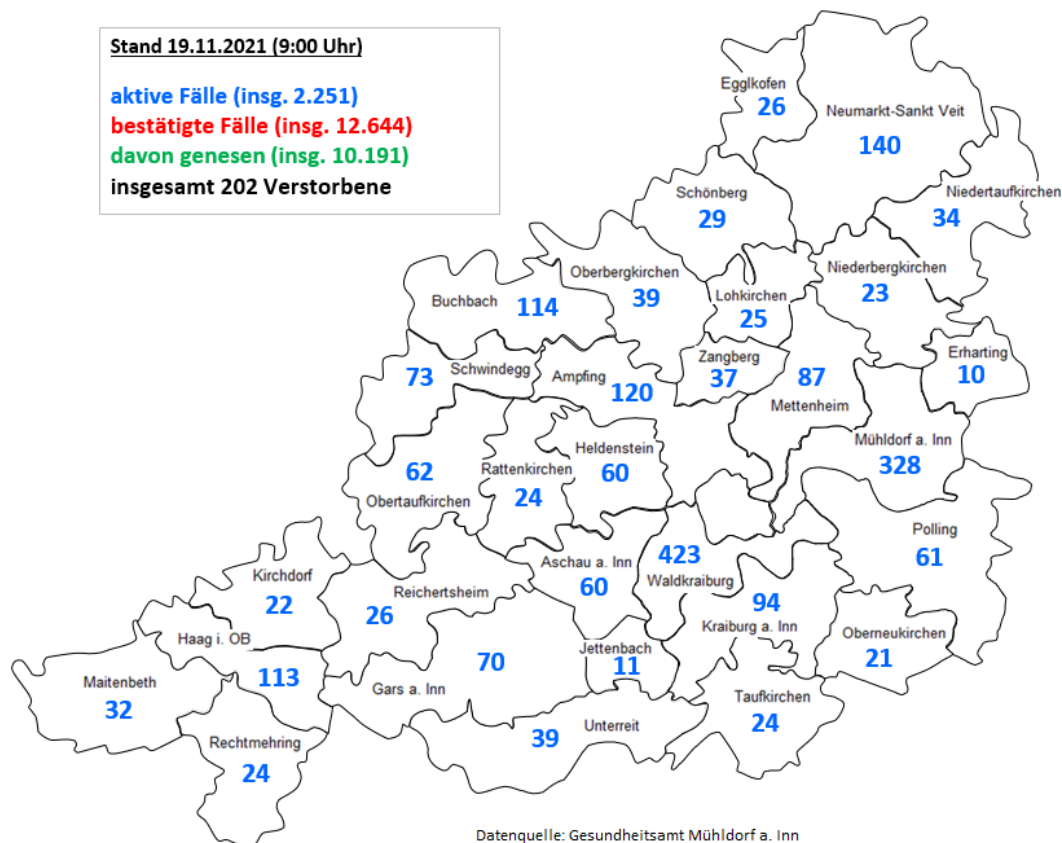 Stand 19.11.2021 (9:00 Uhr)
aktive Fälle (insg. 2.251)
bestätigte Fälle (insg. 12.644)
davon genesen (insg. 10.191)
insgesamt 202 Verstorbene
Egglkofen
26
Neumarkt-Sankt Veit
140
Niedertaufkirchen
34
Schönberg
29
Oberbergkirchen
39
Lohkirchen
25
Niederbergkirchen
23
Buchbach
114
Zangberg
37
Erharting
10
Schwindegg
73
Ampfing
120
87
Mettenheim
Mühldorf a. Inn
328
62
Obertaufkirchen
Rattenkirchen
24
Heldenstein
60
Polling
61
Aschau a. Inn
60
423
Waldkraiburg
94
Kraiburg a. Inn
Kirchdorf
22
Reichertsheim
26
Haag i. OB
113
Oberneukirchen
21
Maitenbeth
32
70
Gars a. Inn
Jettenbach
11
Taufkirchen
24
Unterreit
39
Rechtmehring
24
Datenquelle: Gesundheitsamt Mühldorf a. Inn